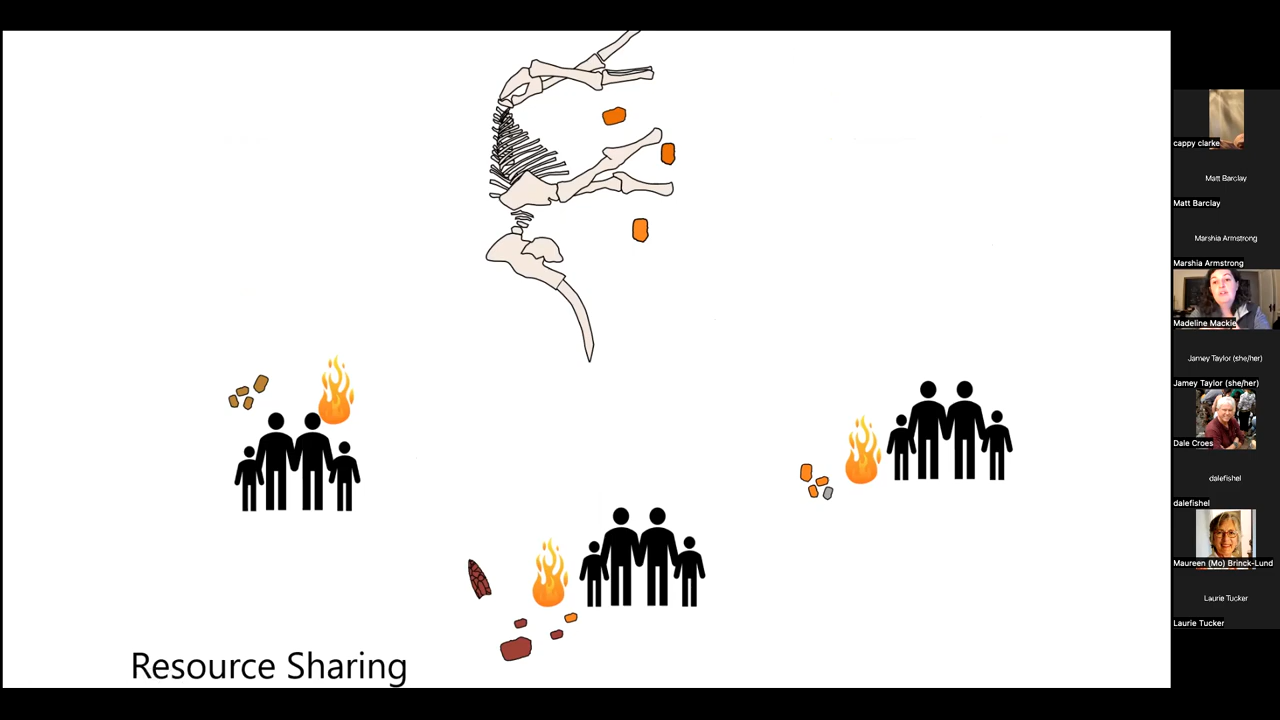 Resource Sharing
cappy clarke
Matt Barclay
Matt Barclay
Marshia Armstrong
Marshia Armstrong
Madeline Mackie
Jamey Taylor (she/her)
Jamey Taylor (she/her)
Dale Croes
dalefishel
dalefishel
Maureen (Mo) Brinck-Lund
Laurie Tucker
Laurie Tucker